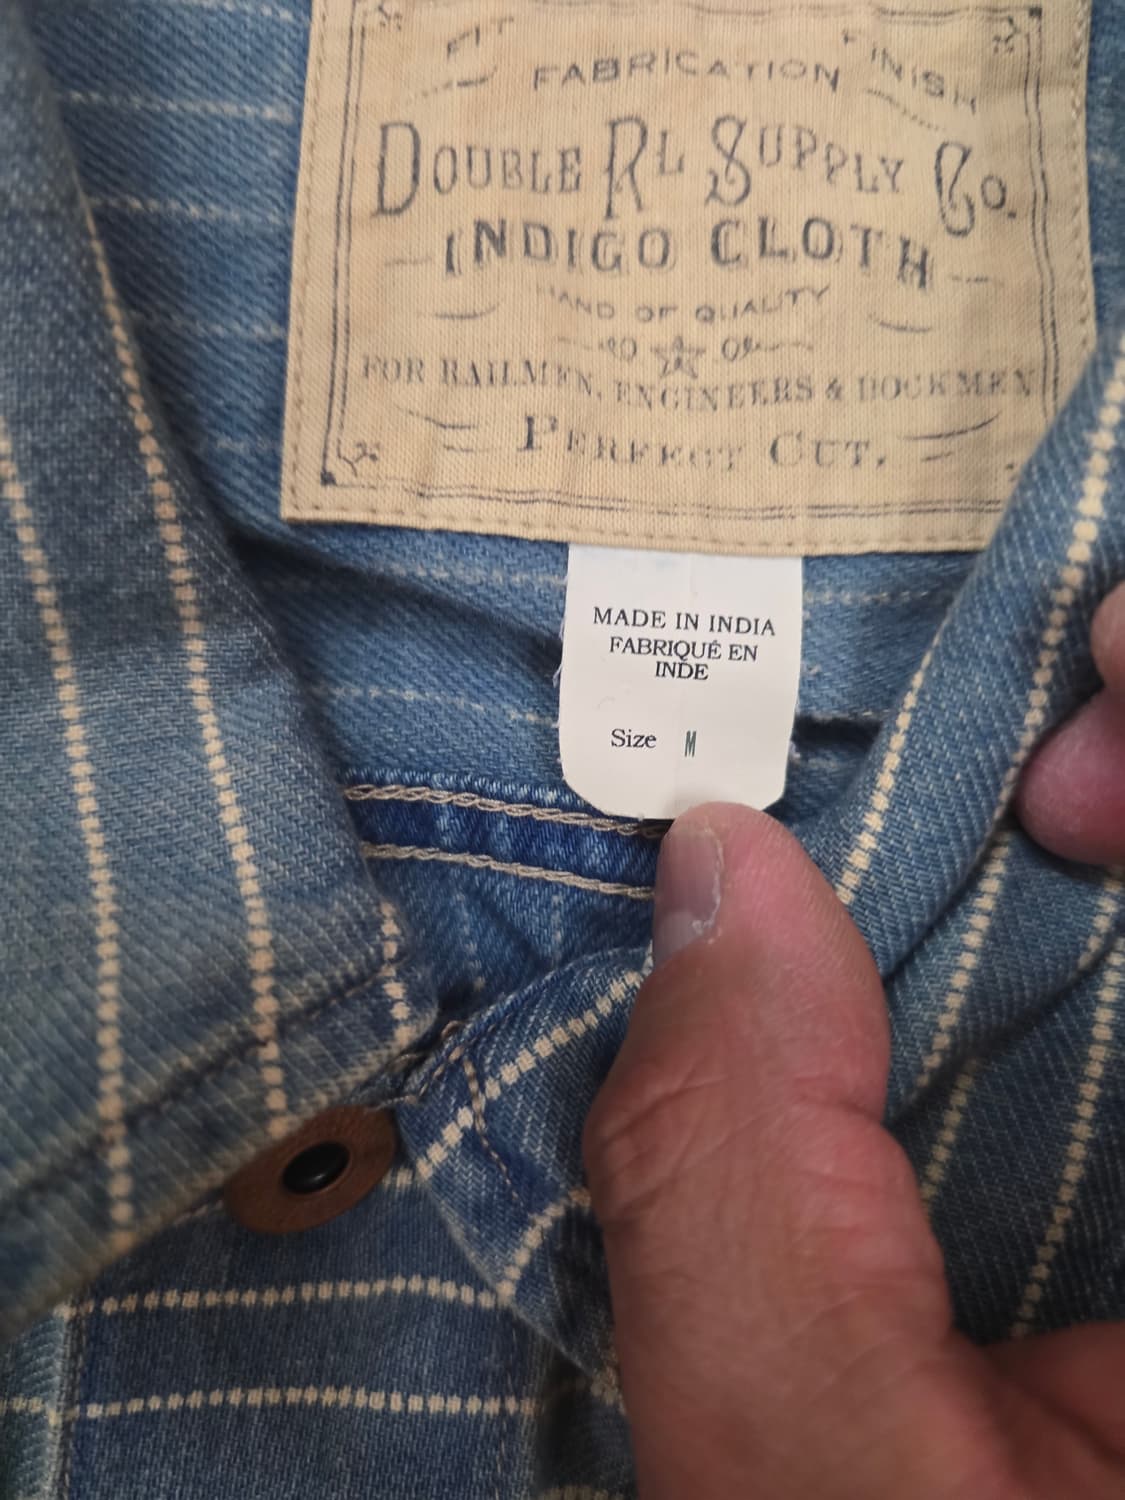 FIT
FABRICATION
FINISH
DOUBLE RL SUPPLY CO.
INDIGO CLOTH
HAND OF QUALITY
FOR RAILMEN, ENGINEERS & DOCKMEN
PERFECT CUT.
MADE IN INDIA
FABRIQUÉ EN
INDE
Size M